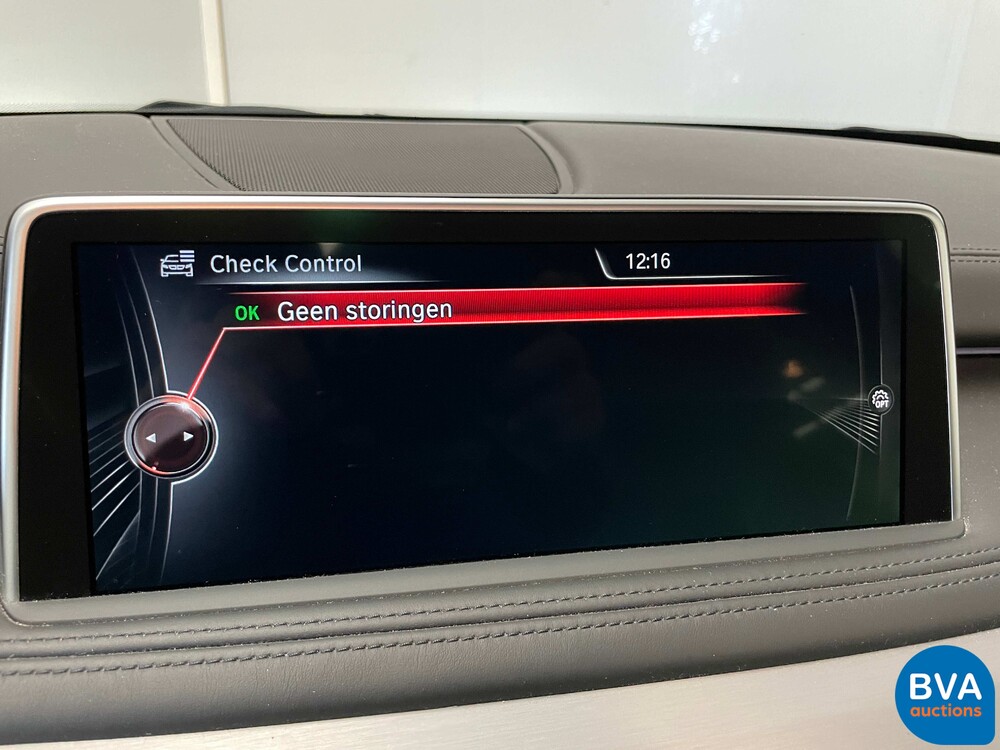 Check Control
12:16
OK Geen storingen
OPT
BVA
auctions